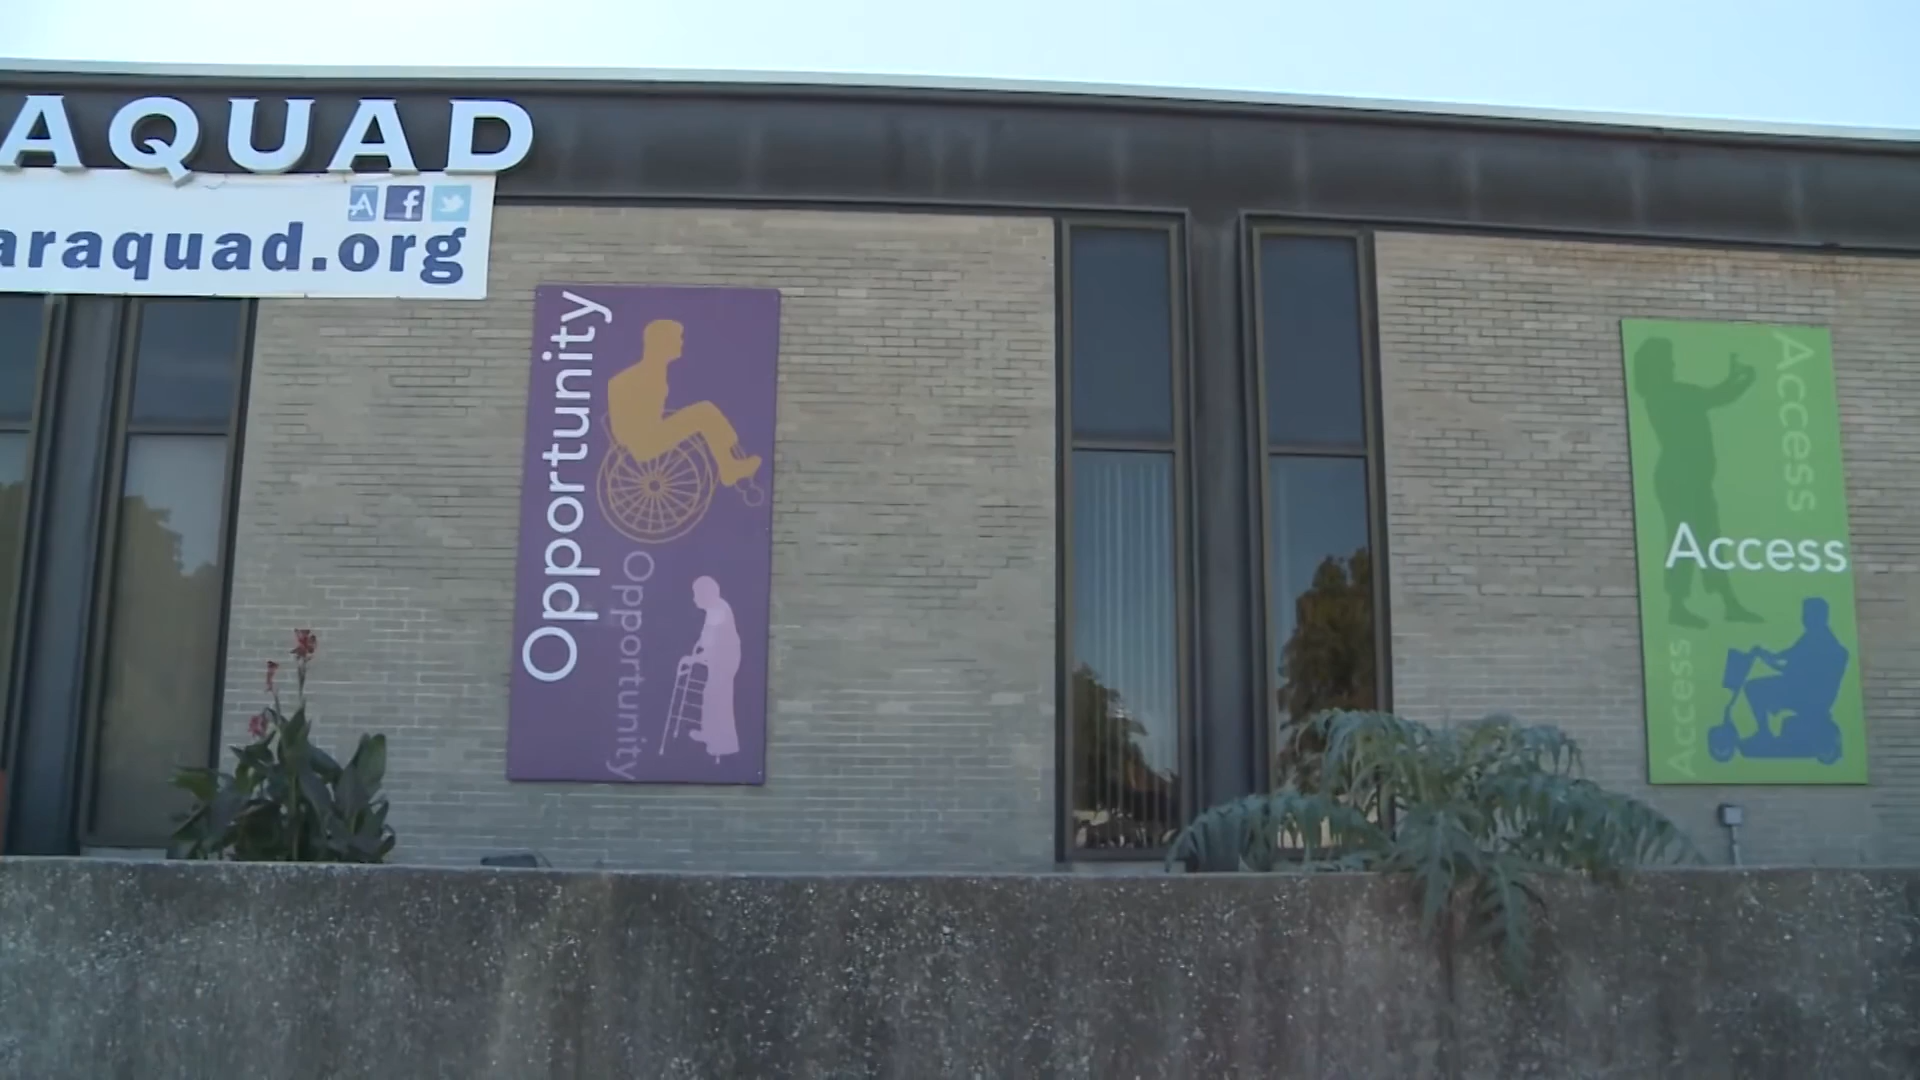 AQUAD
araquad.org
Opportunity
Opportunity
Access
Access
Access